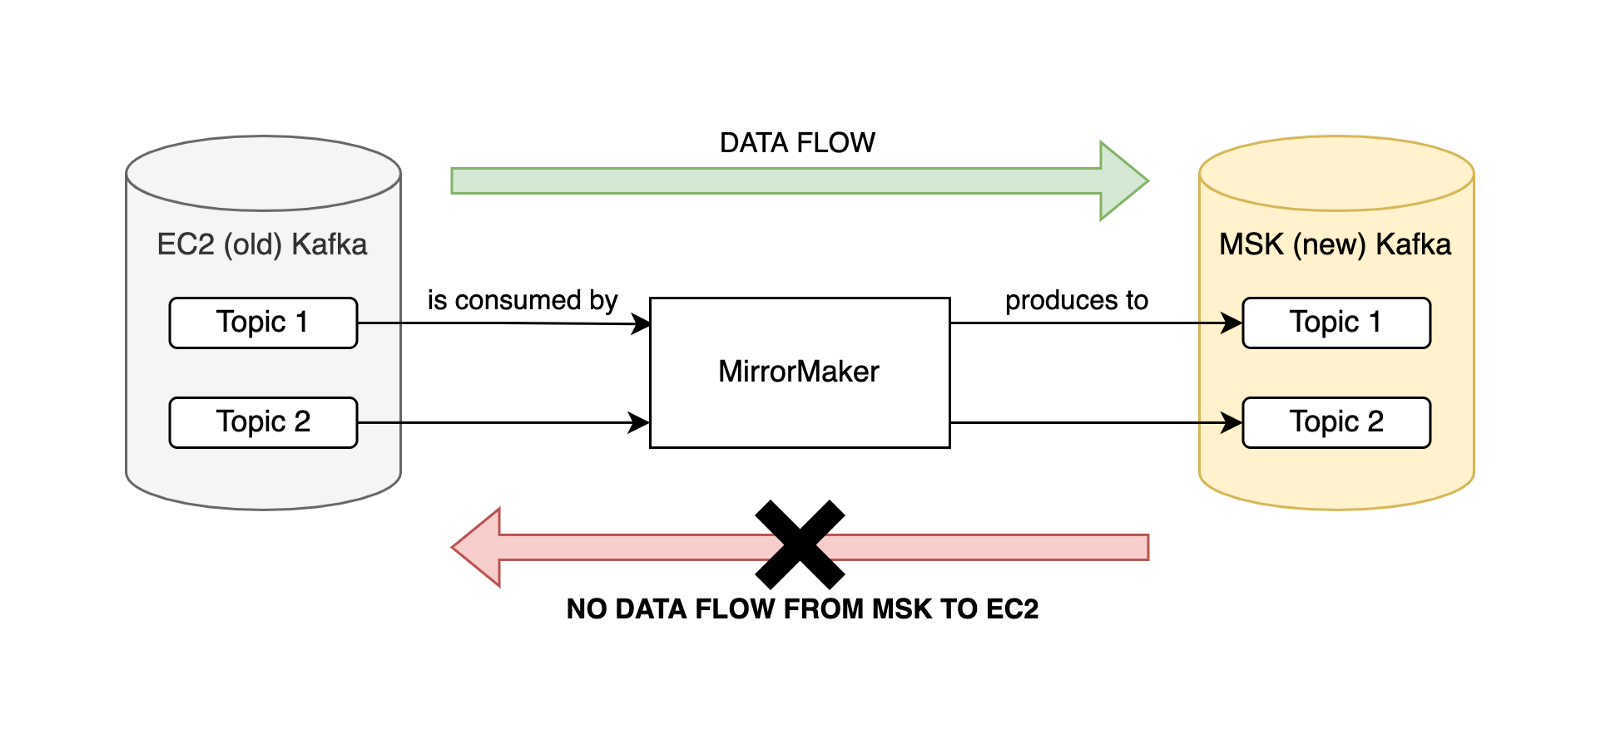 DATA FLOW
EC2 (old) Kafka
MSK (new) Kafka
is consumed by
produces to
Topic 1
Topic 1
MirrorMaker
Topic 2
Topic 2
NO DATA FLOW FROM MSK TO EC2